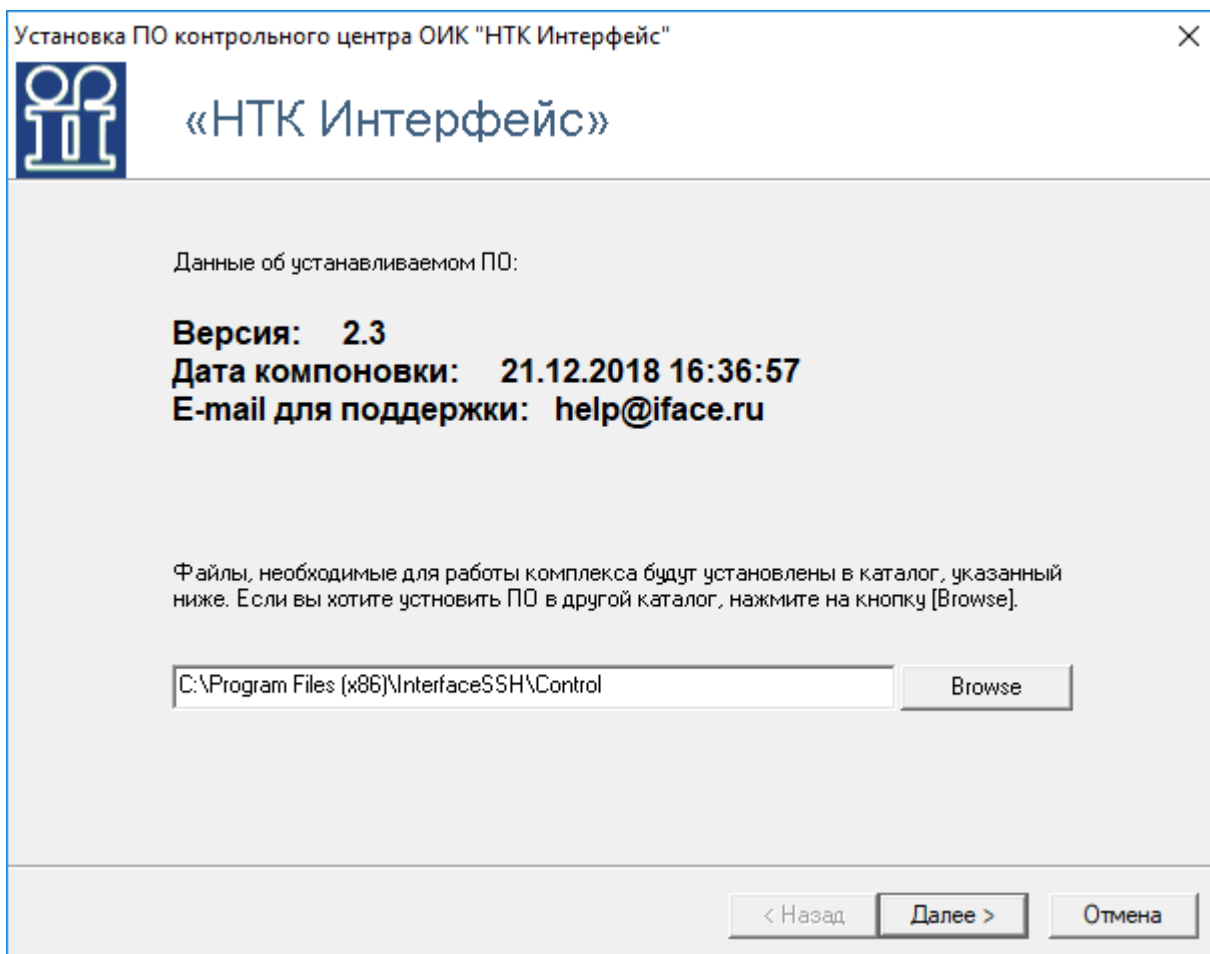 Установка ПО контрольного центра ОИК "НТК Интерфейс"
«НТК Интерфейс»
Данные об устанавливаемом ПО:
Версия: 2.3
Дата компоновки: 21.12.2018 16:36:57
E-mail для поддержки: help@iface.ru
Файлы, необходимые для работы комплекса будут установлены в каталог, указанный
ниже. Если вы хотите устновить ПО в другой каталог, нажмите на кнопку [Browse].
C:\Program Files (x86)\InterfaceSSH\Control
Browse
< Назад
Далее >
Отмена